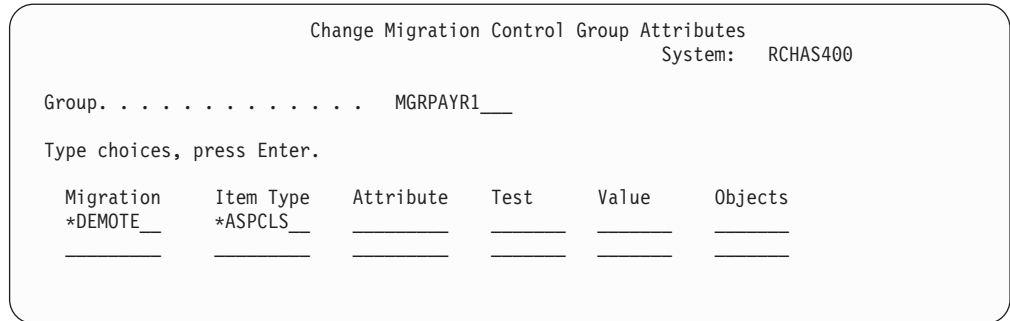 Change Migration Control Group Attributes
System: RCHAS400
Group. . . . . . . . . . . . . MGRPAYR1___
Type choices, press Enter.
Migration Item Type Attribute Test Value Objects
*DEMOTE__ *ASPCLS__ _________ _______ _______ _______
_________ _________ _________ _______ _______ _______